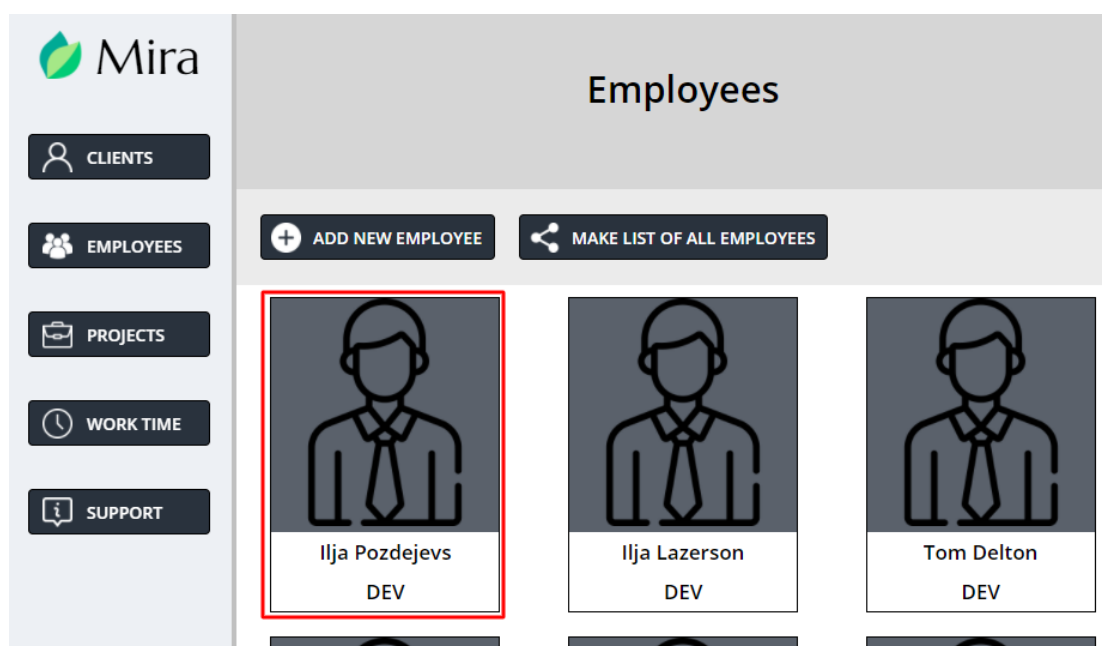 Mira
CLIENTS
EMPLOYEES
PROJECTS
WORK TIME
SUPPORT
Employees
ADD NEW EMPLOYEE
MAKE LIST OF ALL EMPLOYEES
Ilja Pozdejevs
DEV
Ilja Lazerson
DEV
Tom Delton
DEV